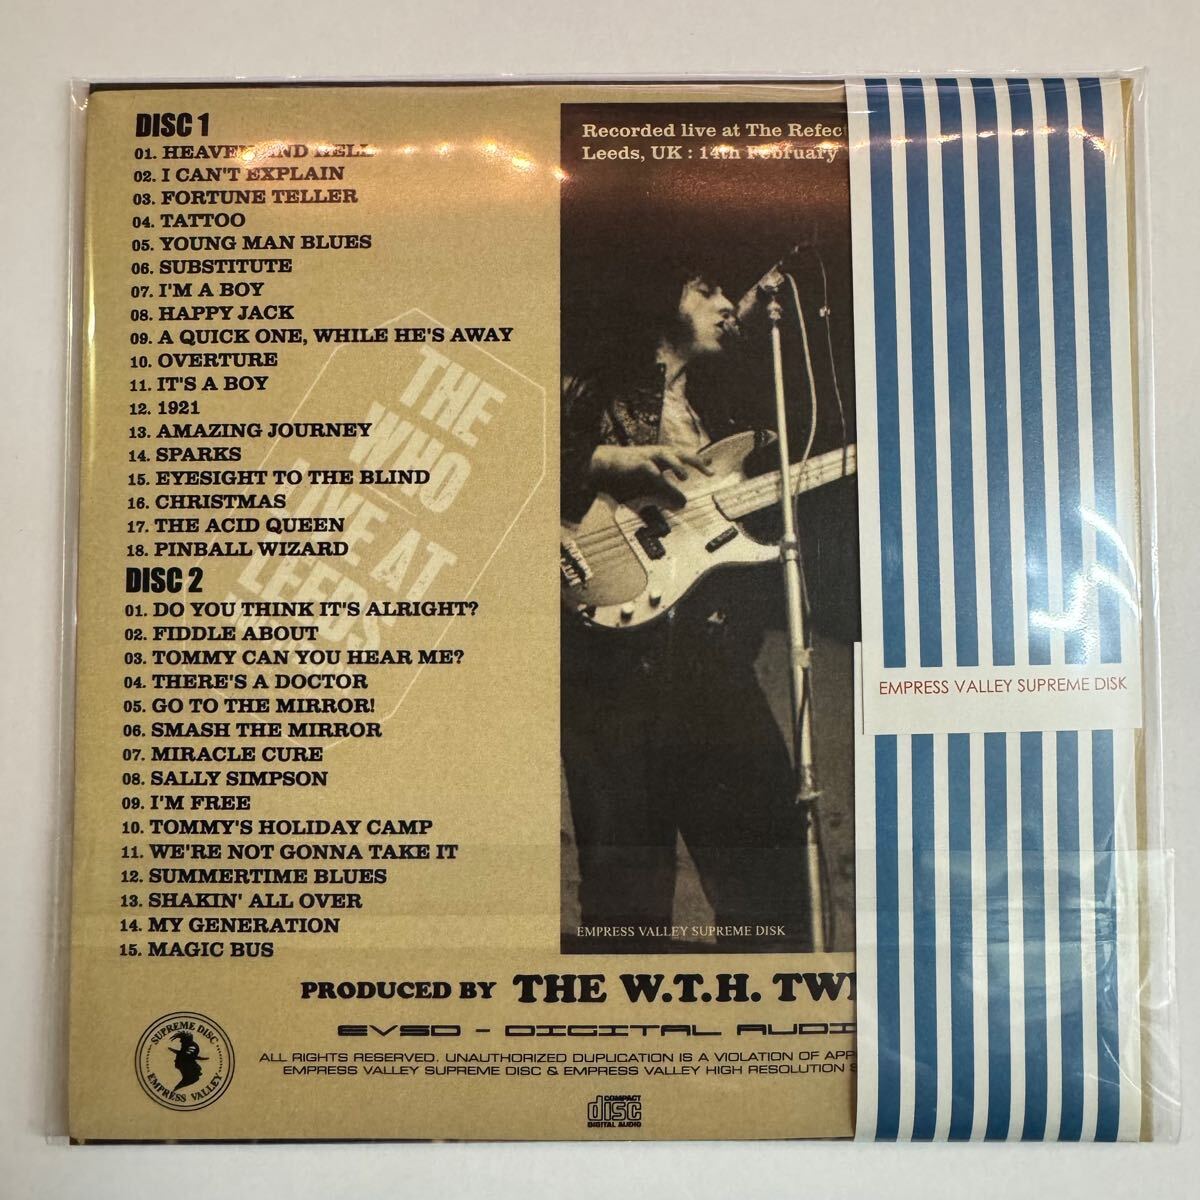 DISC 1
01. HEAVEN AND HELL
02. I CAN'T EXPLAIN
03. FORTUNE TELLER
04. TATTOO
05. YOUNG MAN BLUES
06. SUBSTITUTE
07. I'M A BOY
08. HAPPY JACK
09. A QUICK ONE, WHILE HE'S AWAY
10. OVERTURE
11. IT'S A BOY
12. 1921
13. AMAZING JOURNEY
14. SPARKS
15. EYESIGHT TO THE BLIND
16. CHRISTMAS
17. THE ACID QUEEN
18. PINBALL WIZARD
DISC 2
01. DO YOU THINK IT'S ALRIGHT?
02. FIDDLE ABOUT
03. TOMMY CAN YOU HEAR ME?
04. THERE'S A DOCTOR
05. GO TO THE MIRROR!
06. SMASH THE MIRROR
07. MIRACLE CURE
08. SALLY SIMPSON
09. I'M FREE
10. TOMMY'S HOLIDAY CAMP
11. WE'RE NOT GONNA TAKE IT
12. SUMMERTIME BLUES
13. SHAKIN' ALL OVER
14. MY GENERATION
15. MAGIC BUS
THE
WHO
LIVE AT
LEEDS
Recorded live at The Refec
Leeds, UK : 14th February
EMPRESS VALLEY SUPREME DISK
EMPRESS VALLEY SUPREME DISK
PRODUCED BY THE W.T.H. TW
EVSD - DIGITAL AUDI
ALL RIGHTS RESERVED. UNAUTHORIZED DUPLICATION IS A VIOLATION OF APP
EMPRESS VALLEY SUPREME DISC & EMPRESS VALLEY HIGH RESOLUTION S
SUPREME DISC
EMPRESS VALLEY
COMPACT
disc
DIGITAL AUDIO